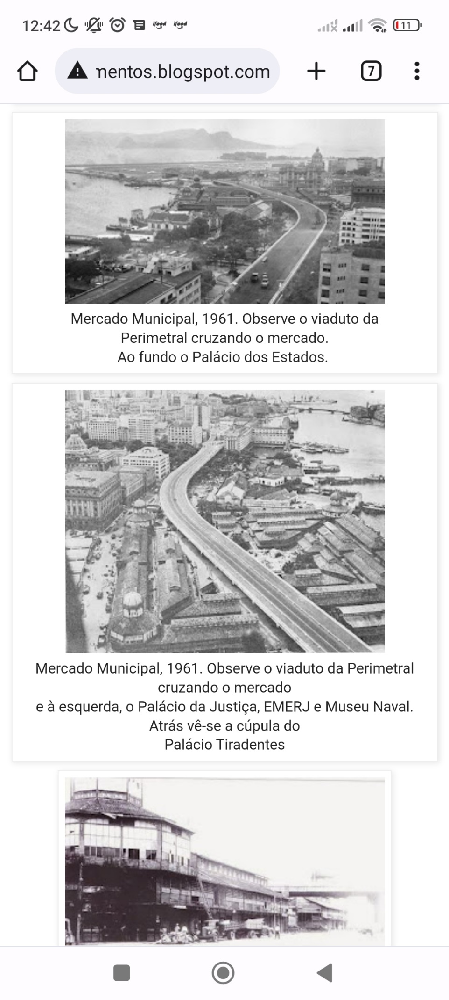 12:42
ifood ifood
11
nentos.blogspot.com
7
Mercado Municipal, 1961. Observe o viaduto da
Perimetral cruzando o mercado.
Ao fundo o Palácio dos Estados.
Mercado Municipal, 1961. Observe o viaduto da Perimetral
cruzando o mercado
e à esquerda, o Palácio da Justiça, EMERJ e Museu Naval.
Atrás vê-se a cúpula do
Palácio Tiradentes